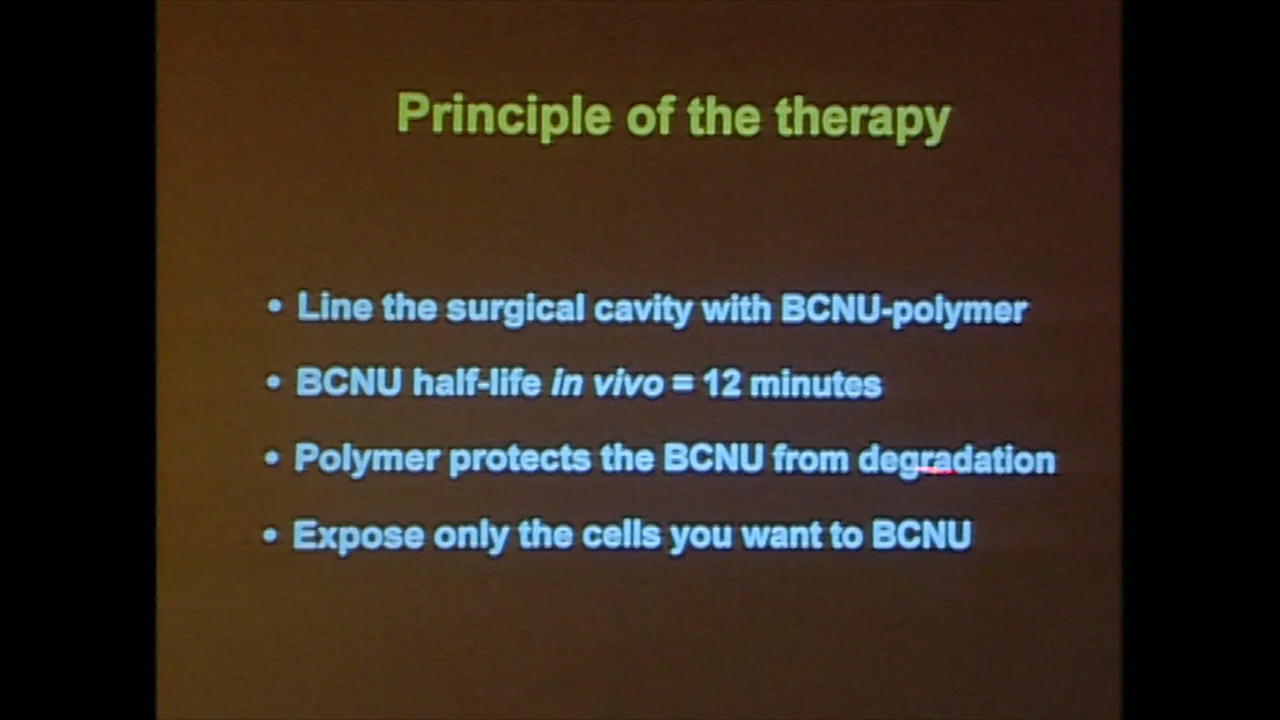 Principle of the therapy
• Line the surgical cavity with BCNU-polymer
• BCNU half-life in vivo = 12 minutes
• Polymer protects the BCNU from degradation
• Expose only the cells you want to BCNU